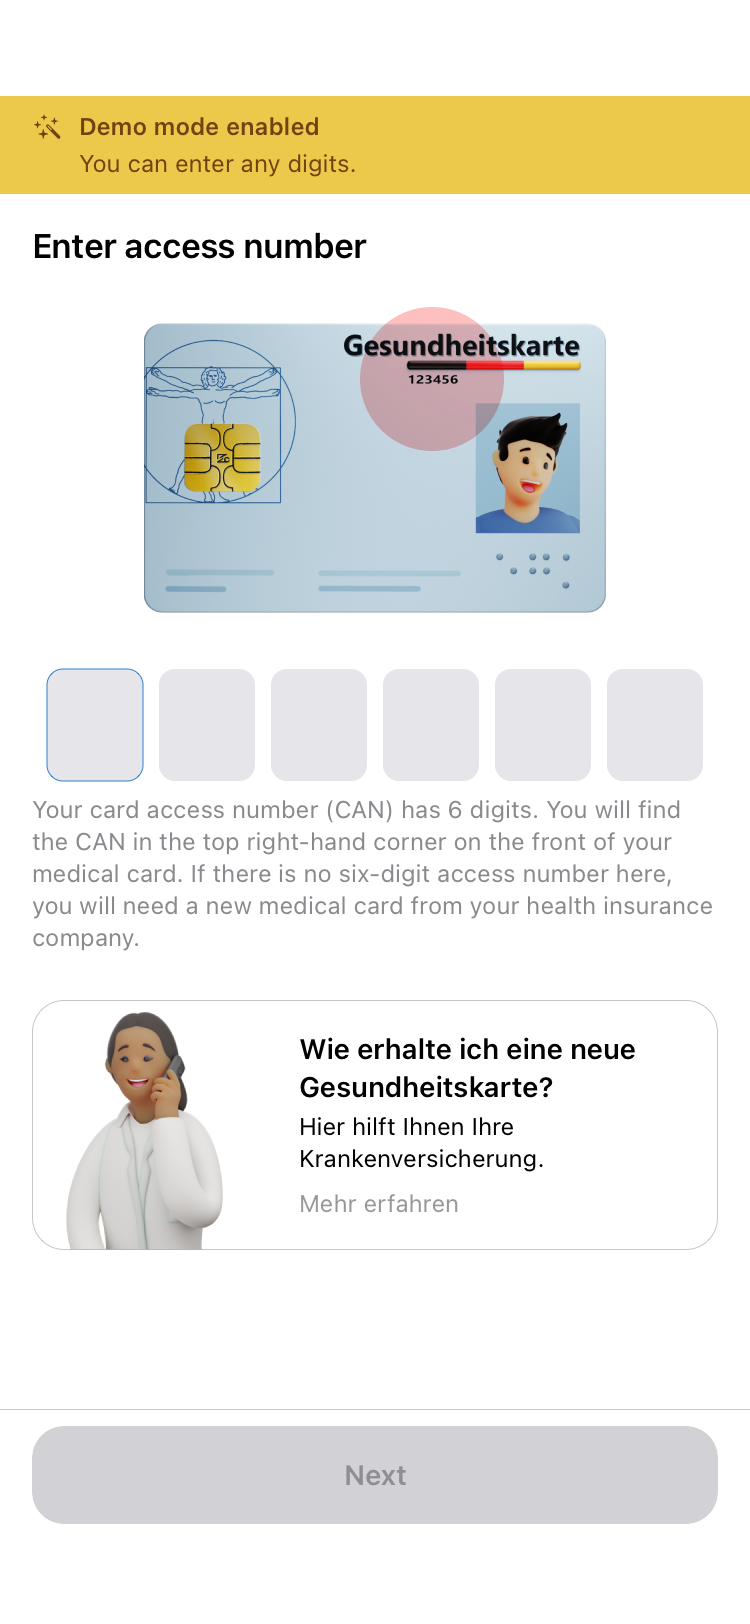 Demo mode enabled
You can enter any digits.
Enter access number
Gesundheitskarte
123456
Your card access number (CAN) has 6 digits. You will find
the CAN in the top right-hand corner on the front of your
medical card. If there is no six-digit access number here,
you will need a new medical card from your health insurance
company.
Wie erhalte ich eine neue
Gesundheitskarte?
Hier hilft Ihnen Ihre
Krankenversicherung.
Mehr erfahren
Next